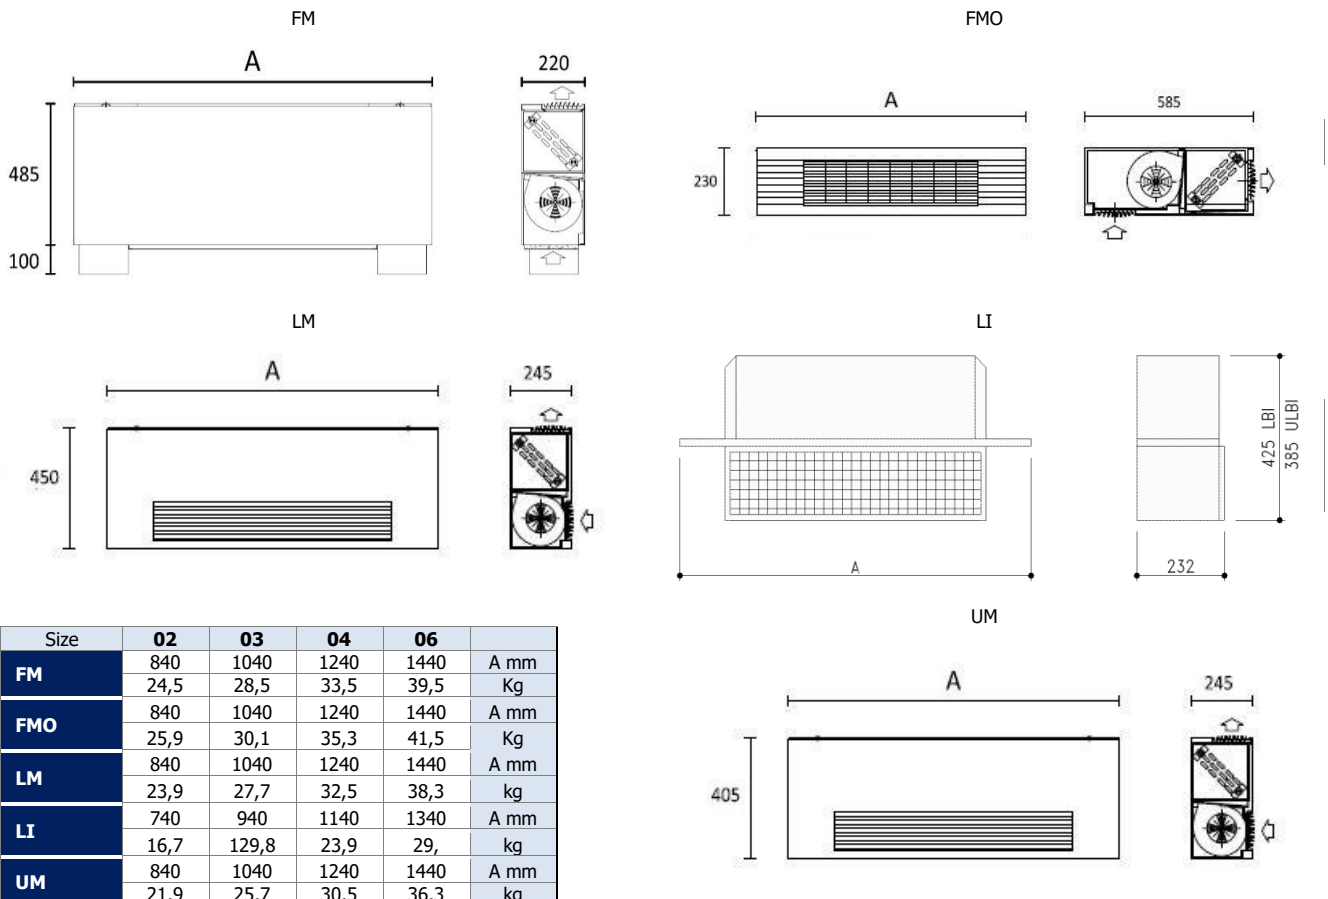 FM
A
220
485
100
FMO
A
585
230
LM
A
245
450
LI
425 LBI
385 ULBI
A
232
UM
A
245
405
Size 02 03 04 06
FM 840 1040 1240 1440 A mm
24,5 28,5 33,5 39,5 Kg
FMO 840 1040 1240 1440 A mm
25,9 30,1 35,3 41,5 Kg
LM 840 1040 1240 1440 A mm
23,9 27,7 32,5 38,3 kg
LI 740 940 1140 1340 A mm
16,7 129,8 23,9 29, kg
UM 840 1040 1240 1440 A mm
21,9 25,7 30,5 36,3 kg